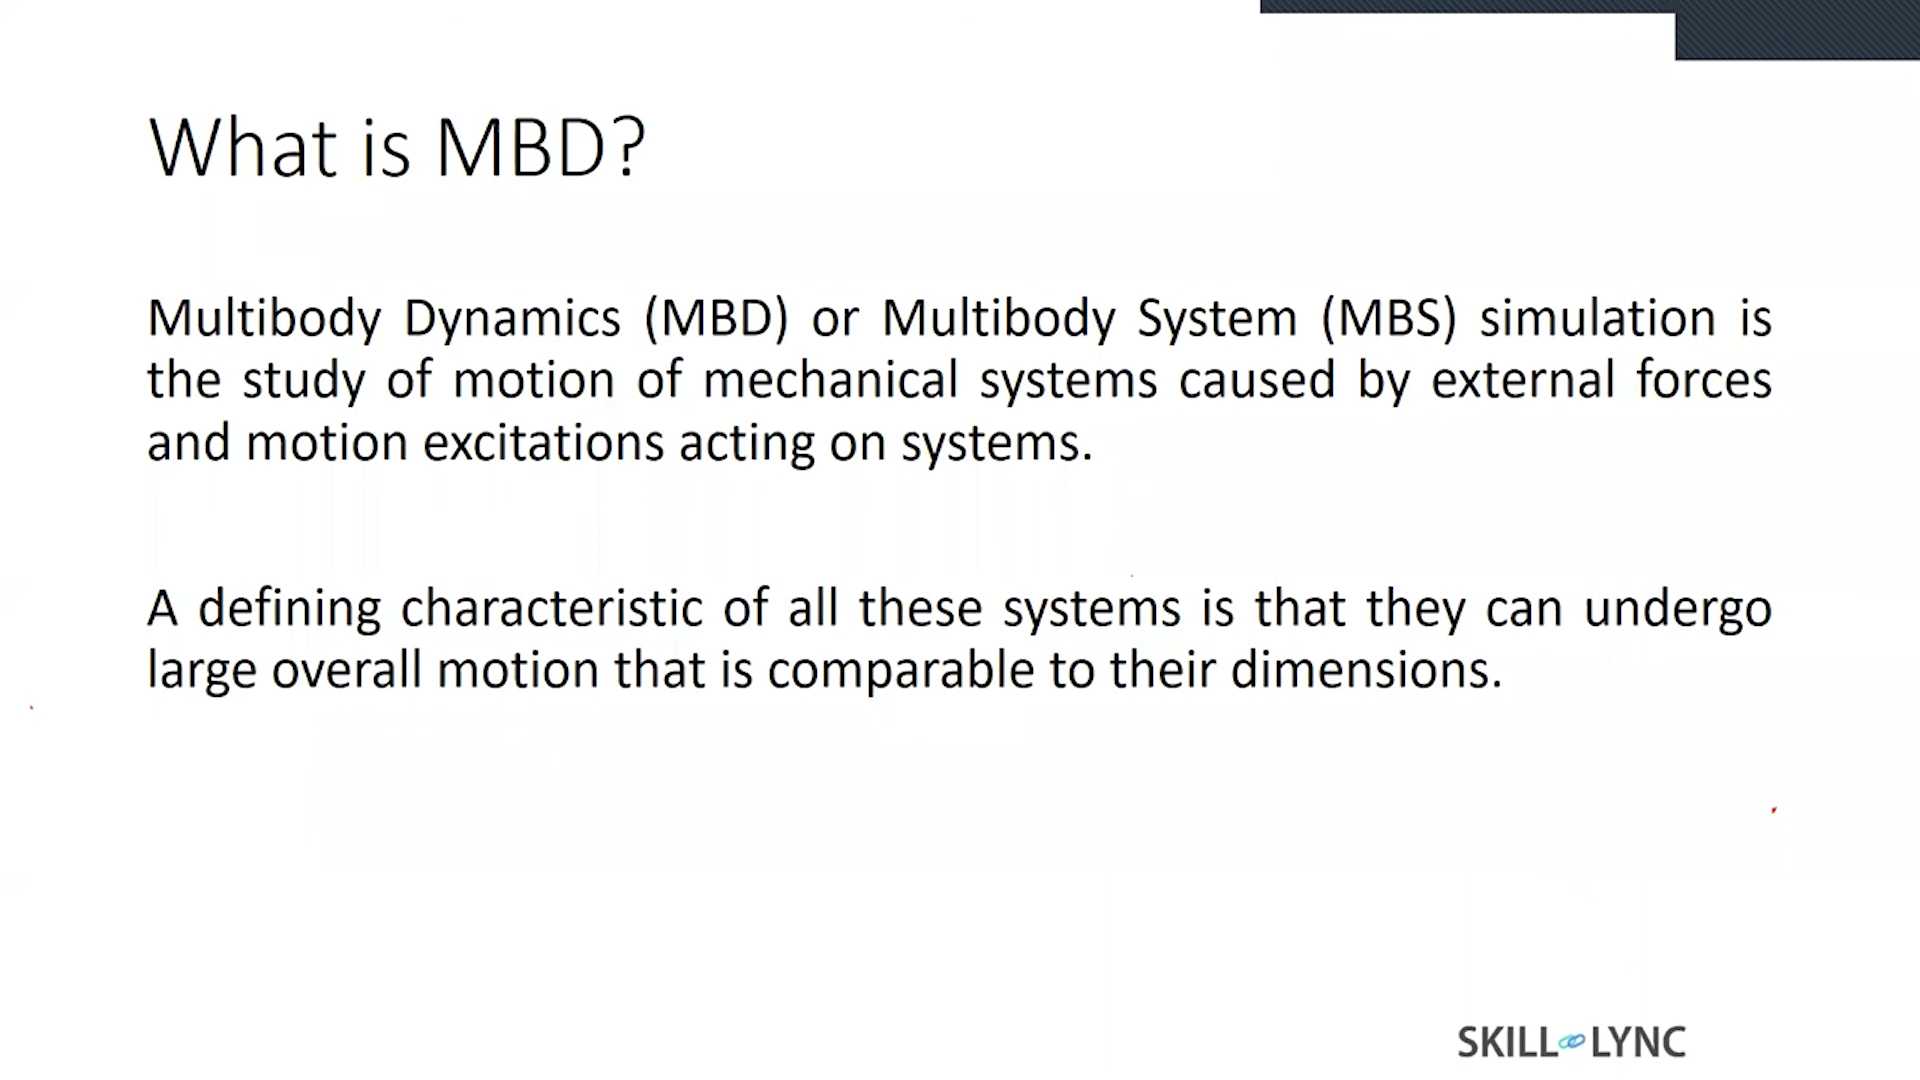 What is MBD?
Multibody Dynamics (MBD) or Multibody System (MBS) simulation is
the study of motion of mechanical systems caused by external forces
and motion excitations acting on systems.
A defining characteristic of all these systems is that they can undergo
large overall motion that is comparable to their dimensions.
SKILL LYNC